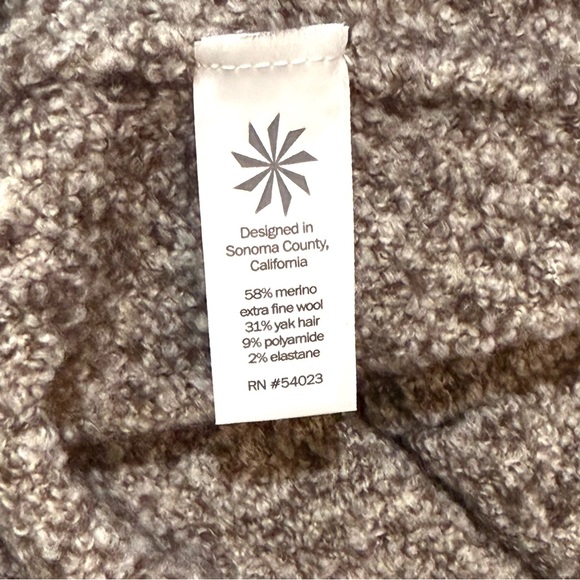 Designed in
Sonoma County,
California
58% merino
extra fine wool
31% yak hair
9% polyamide
2% elastane
RN #54023